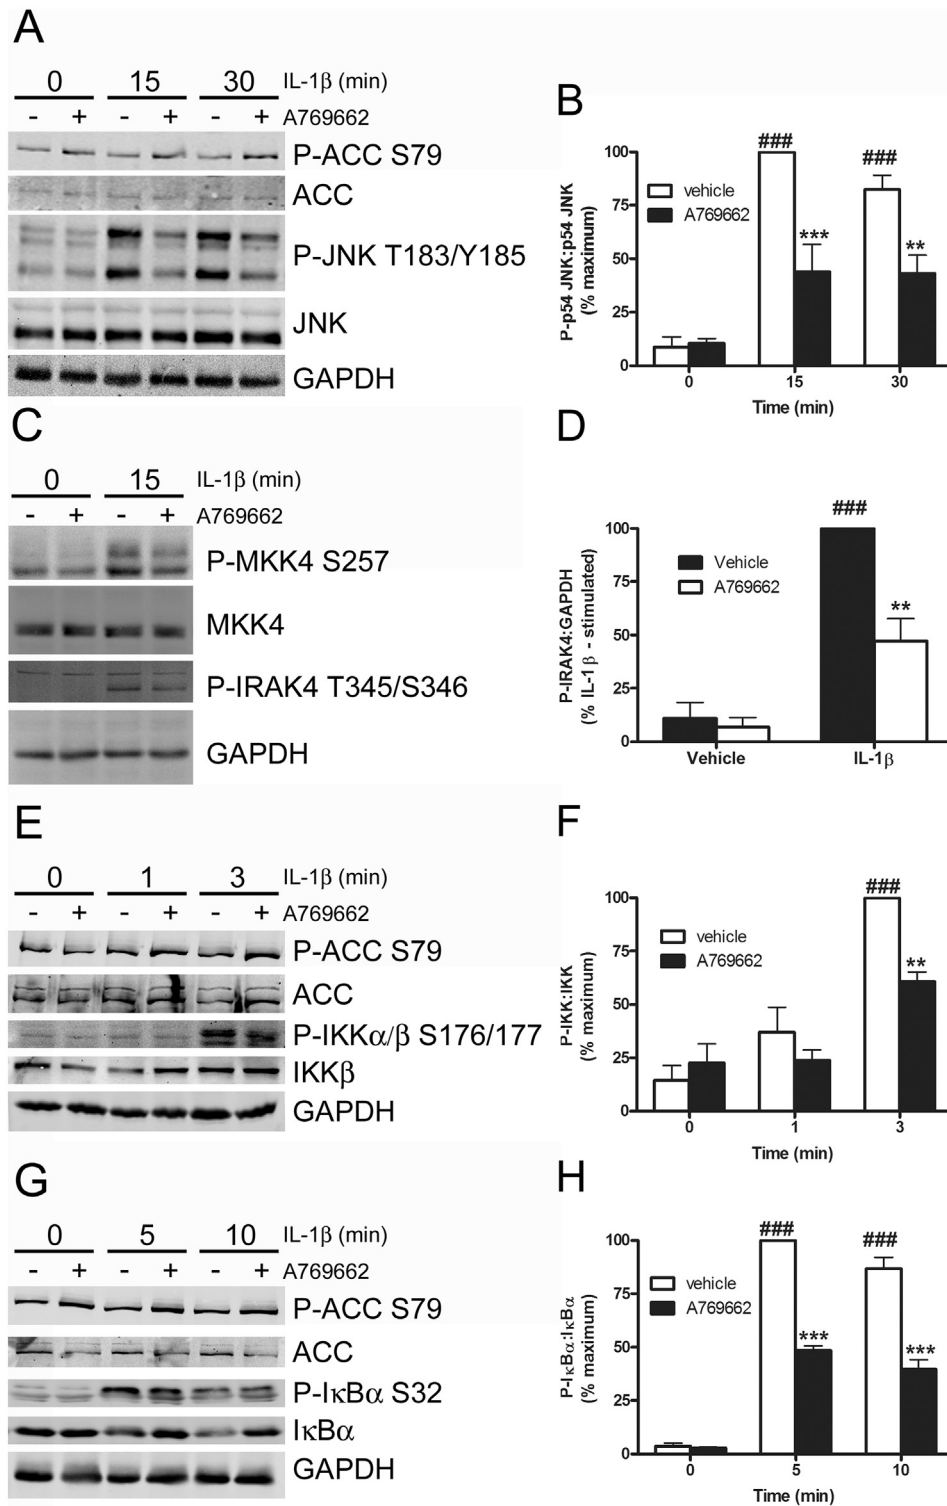 A
0 15 30 IL-1β (min)
- + - + - + A769662
P-ACC S79
ACC
P-JNK T183/Y185
JNK
GAPDH
B
P-p54 JNK:p54 JNK
(% maximum)
100
75
50
25
0
vehicle
A769662
###
###
***
**
0 15 30
Time (min)
C
0 15 IL-1β (min)
- + - + A769662
P-MKK4 S257
MKK4
P-IRAK4 T345/S346
GAPDH
D
P-IRAK4:GAPDH
(% IL-1β - stimulated)
100
75
50
25
0
Vehicle
A769662
###
**
Vehicle IL-1β
E
0 1 3 IL-1β (min)
- + - + - + A769662
P-ACC S79
ACC
P-IKKα/β S176/177
IKKβ
GAPDH
F
P-IKK:IKK
(% maximum)
100
75
50
25
0
vehicle
A769662
###
**
0 1 3
Time (min)
G
0 5 10 IL-1β (min)
- + - + - + A769662
P-ACC S79
ACC
P-IκBα S32
IκBα
GAPDH
H
P-IκBα:IκBα
(% maximum)
100
75
50
25
0
vehicle
A769662
###
###
***
***
0 5 10
Time (min)